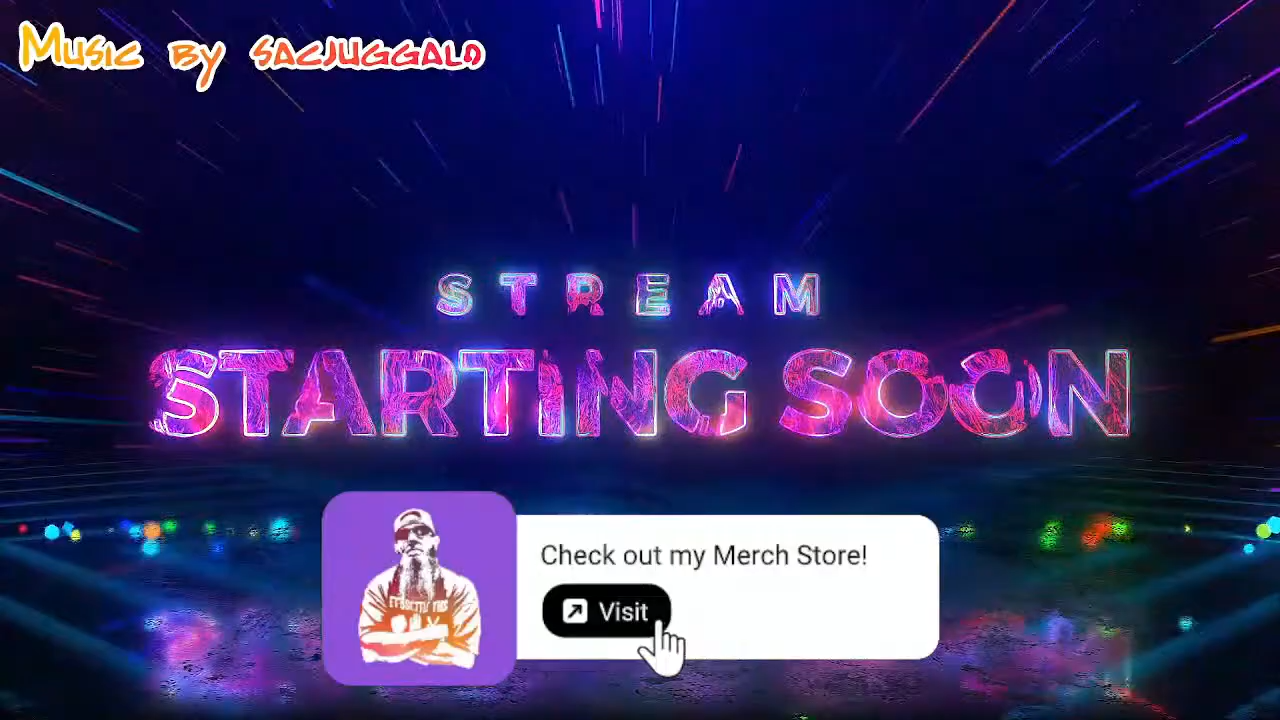 Music by sacjuggalo
STREAM
STARTING SOON
Check out my Merch Store!
Visit